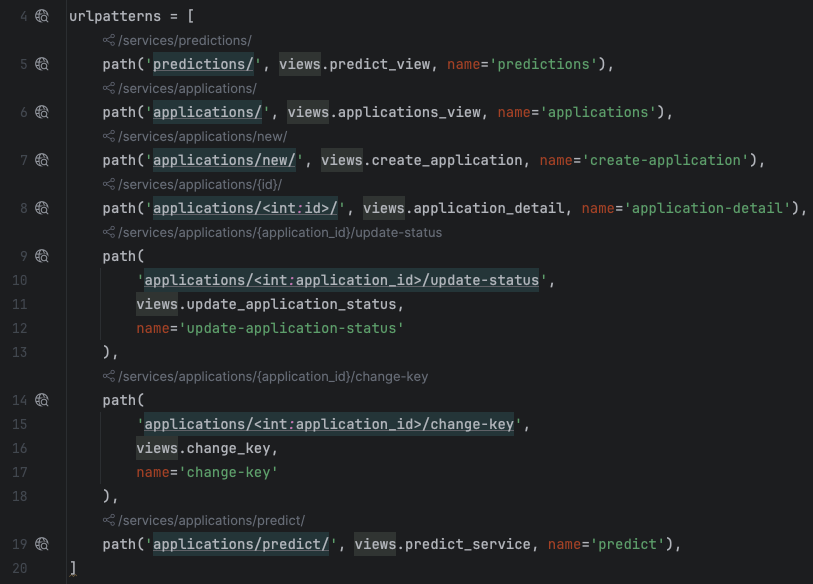 4 urlpatterns = [
/services/predictions/
5 path('predictions/', views.predict_view, name='predictions'),
/services/applications/
6 path('applications/', views.applications_view, name='applications'),
/services/applications/new/
7 path('applications/new/', views.create_application, name='create-application'),
/services/applications/{id}/
8 path('applications/<int:id>/', views.application_detail, name='application-detail'),
/services/applications/{application_id}/update-status
9 path(
10 'applications/<int:application_id>/update-status',
11 views.update_application_status,
12 name='update-application-status'
13 ),
/services/applications/{application_id}/change-key
14 path(
15 'applications/<int:application_id>/change-key',
16 views.change_key,
17 name='change-key'
18 ),
/services/applications/predict/
19 path('applications/predict/', views.predict_service, name='predict'),
20 ]